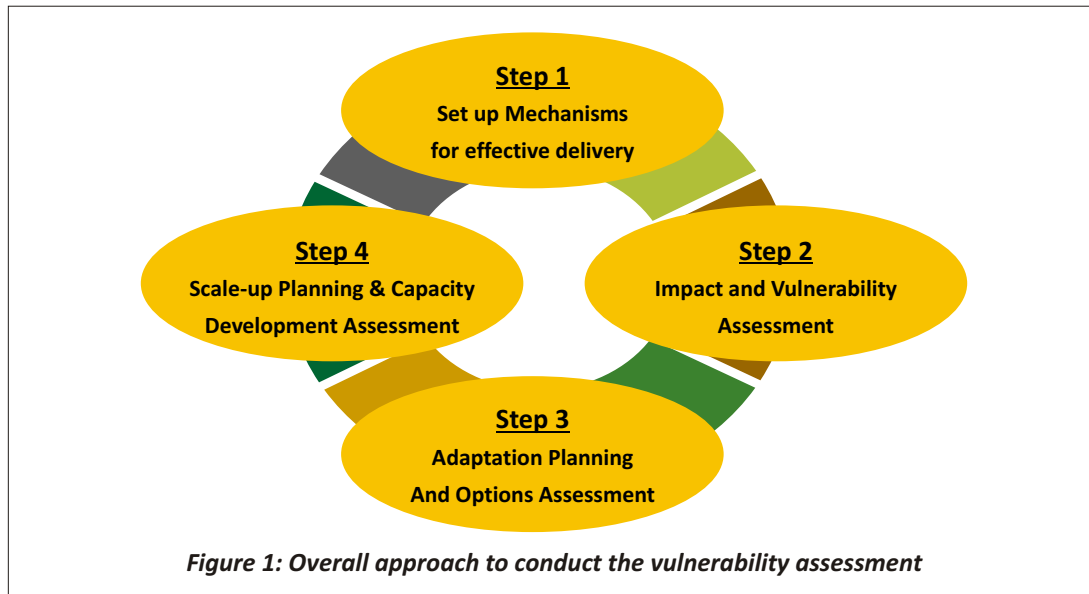 Step 1
Set up Mechanisms
for effective delivery
Step 2
Impact and Vulnerability
Assessment
Step 3
Adaptation Planning
And Options Assessment
Step 4
Scale-up Planning & Capacity
Development Assessment
Figure 1: Overall approach to conduct the vulnerability assessment